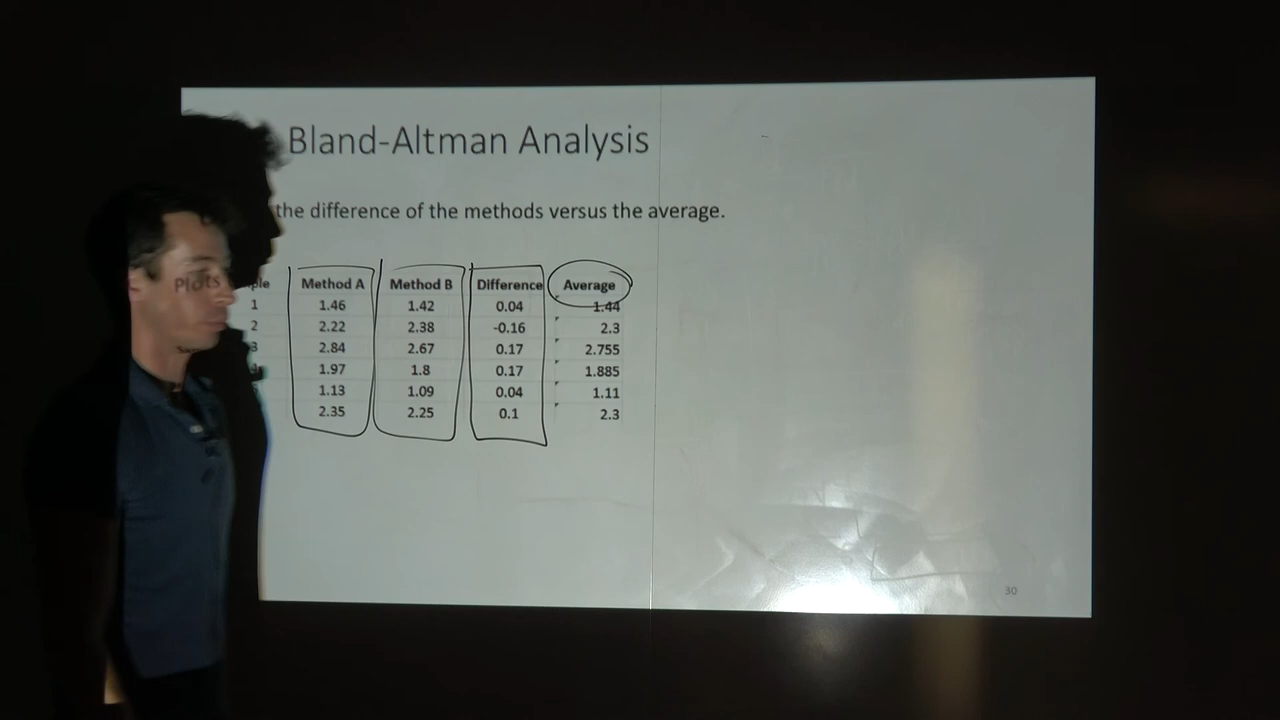 Bland-Altman Analysis
Plots the difference of the methods versus the average.
Method A Method B Difference Average
1 1.46 1.42 0.04 1.44
2 2.22 2.38 -0.16 2.3
3 2.84 2.67 0.17 2.755
1.97 1.8 0.17 1.885
1.13 1.09 0.04 1.11
2.35 2.25 0.1 2.3
30